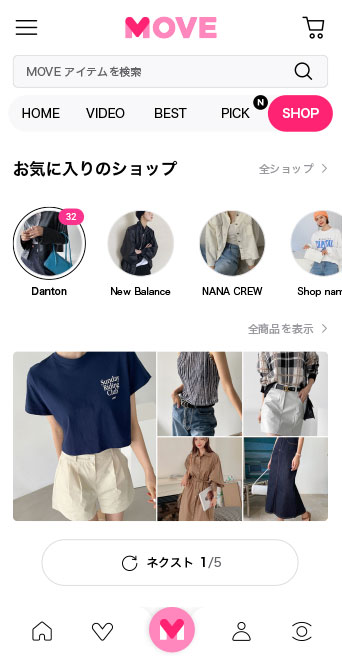 MOVE
MOVE アイテムを検索
HOME VIDEO BEST PICK N SHOP
お気に入りのショップ 全ショップ
32
Danton New Balance NANA CREW Shop nam
全商品を表示
Sunday
Riding
Club
ネクスト 1/5
M